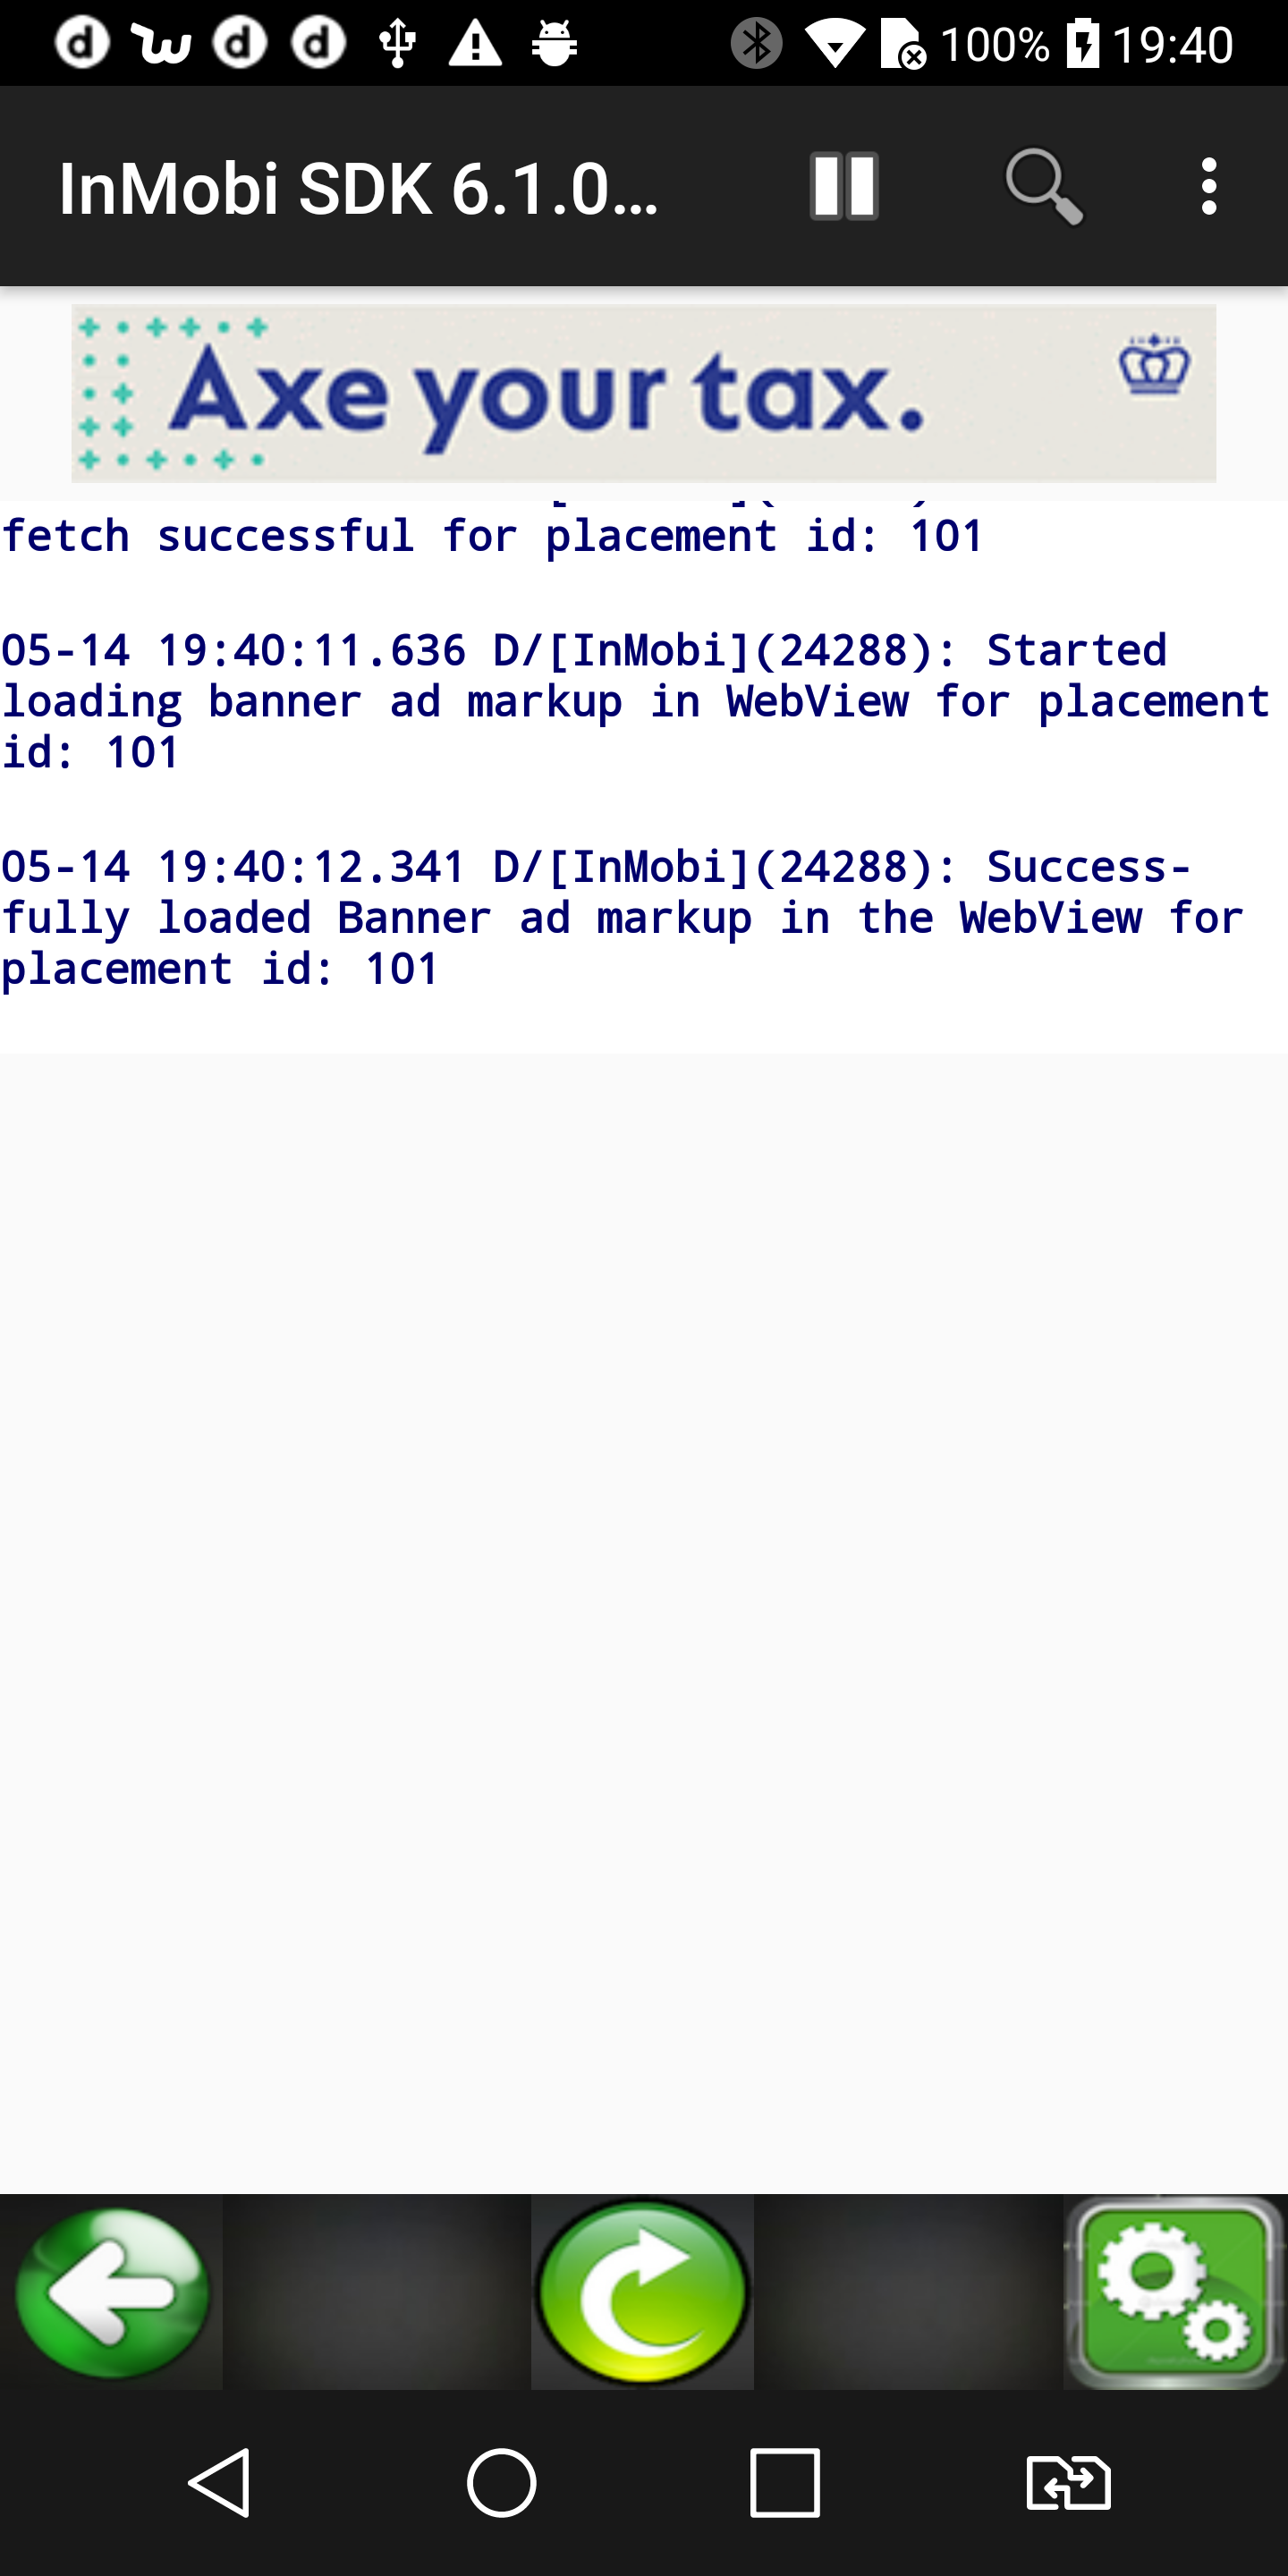 100% 19:40
InMobi SDK 6.1.0...
Axe your tax.
fetch successful for placement id: 101
05-14 19:40:11.636 D/[InMobi](24288): Started
loading banner ad markup in WebView for placement
id: 101
05-14 19:40:12.341 D/[InMobi](24288): Success-
fully loaded Banner ad markup in the WebView for
placement id: 101